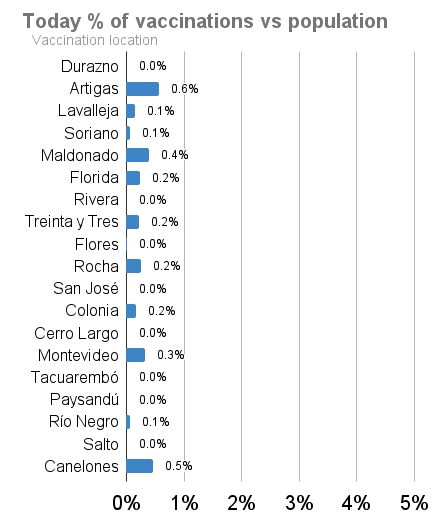 Today % of vaccinations vs population
Vaccination location
Durazno 0.0%
Artigas 0.6%
Lavalleja 0.1%
Soriano 0.1%
Maldonado 0.4%
Florida 0.2%
Rivera 0.0%
Treinta y Tres 0.2%
Flores 0.0%
Rocha 0.2%
San José 0.0%
Colonia 0.2%
Cerro Largo 0.0%
Montevideo 0.3%
Tacuarembó 0.0%
Paysandú 0.0%
Río Negro 0.1%
Salto 0.0%
Canelones 0.5%
0% 1% 2% 3% 4% 5%